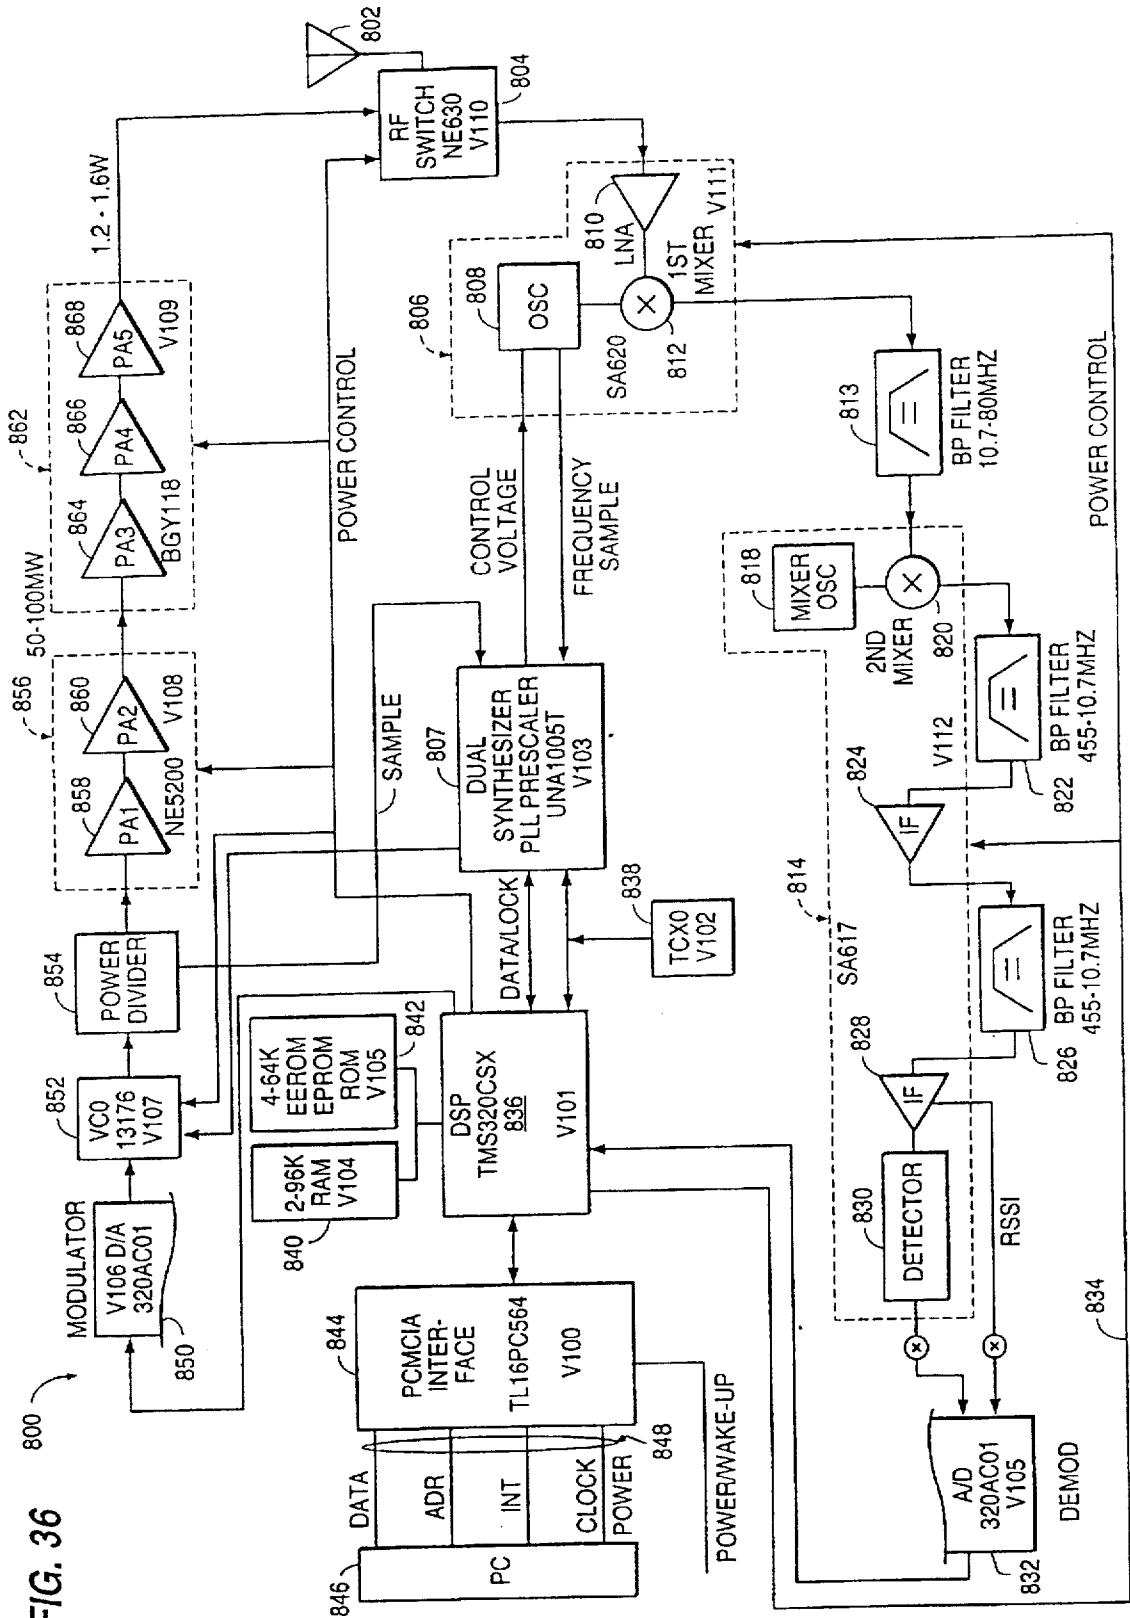 FIG. 36
800
MODULATOR
V106 D/A
320AC01
850
852
VCO
13176
V107
854
POWER
DIVIDER
856
858
PA1
860
PA2
NE5200
V108
50-100MW
862
864
PA3
866
PA4
868
PA5
BGY118
V109
1.2 - 1.6W
802
RF
SWITCH
NE630
V110
804
POWER CONTROL
846
PC
DATA
ADR
INT
CLOCK
POWER
848
844
PCMCIA
INTER-
FACE
TL16PC564
V100
POWER/WAKE-UP
2-96K
RAM
V104
840
4-64K
EEROM
EPROM
ROM
V105
842
DSP
TMS320CSX
836
V101
DATA/LOCK
TCXO
V102
838
SAMPLE
807
DUAL
SYNTHESIZER
PLL PRESCALER
UNA1005T
V103
CONTROL
VOLTAGE
FREQUENCY
SAMPLE
806
808
OSC
810
LNA
1ST
MIXER
V111
SA620
812
813
BP FILTER
10.7-80MHZ
818
MIXER
OSC
2ND
MIXER
820
V112
BP FILTER
455-10.7MHZ
822
824
IF
814
SA617
BP FILTER
455-10.7MHZ
826
828
IF
830
DETECTOR
RSSI
A/D
320AC01
V105
832
DEMOD
834
POWER CONTROL